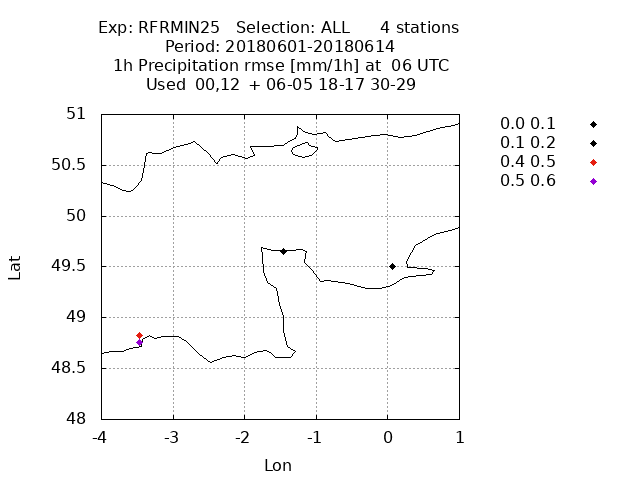 Exp: RFRMIN25   Selection: ALL      4 stations
Period: 20180601-20180614
1h Precipitation rmse [mm/1h] at  06 UTC
Used  00,12  + 06-05 18-17 30-29
51
50.5
50
49.5
49
48.5
48
Lat
-4 -3 -2 -1 0 1
Lon
0.0 0.1
0.1 0.2
0.4 0.5
0.5 0.6